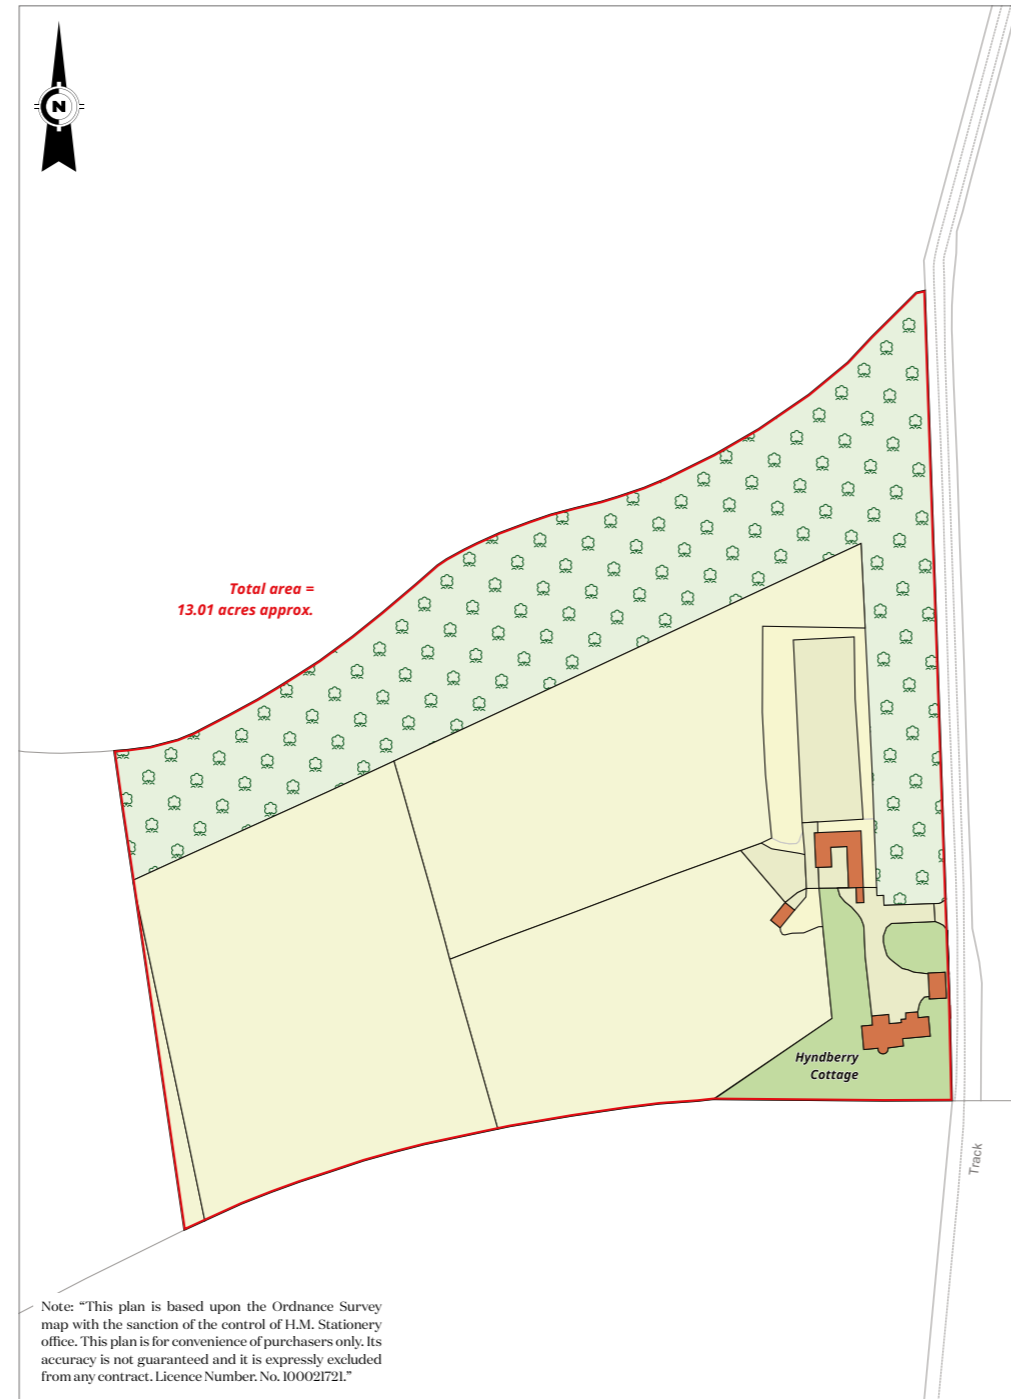 N
Total area =
13.01 acres approx.
Hyndberry
Cottage
Track
Note: “This plan is based upon the Ordnance Survey
map with the sanction of the control of H.M. Stationery
office. This plan is for convenience of purchasers only. Its
accuracy is not guaranteed and it is expressly excluded
from any contract. Licence Number. No. 100021721.”